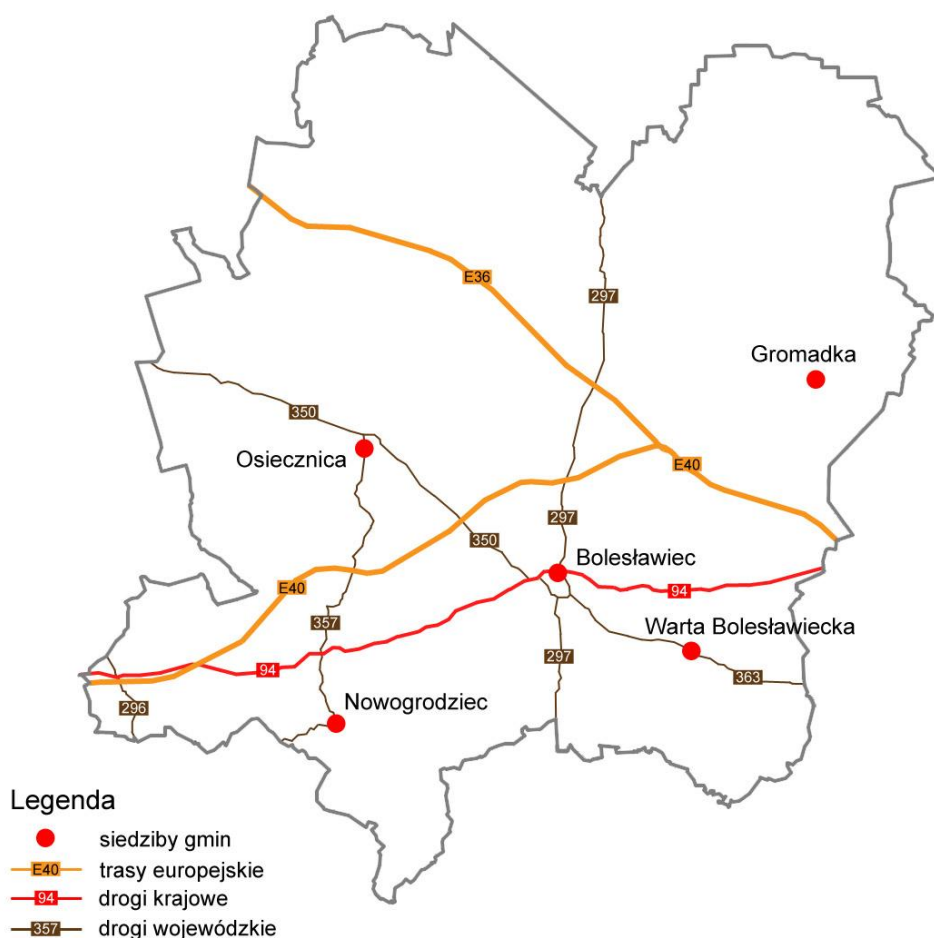 E36
297
Gromadka
350
Osiecznica
E40
297
350
Bolesławiec
E40
94
357
Warta Bolesławiecka
297
94
363
296
Nowogrodziec
Legenda
siedziby gmin
E40 trasy europejskie
94 drogi krajowe
357 drogi wojewódzkie